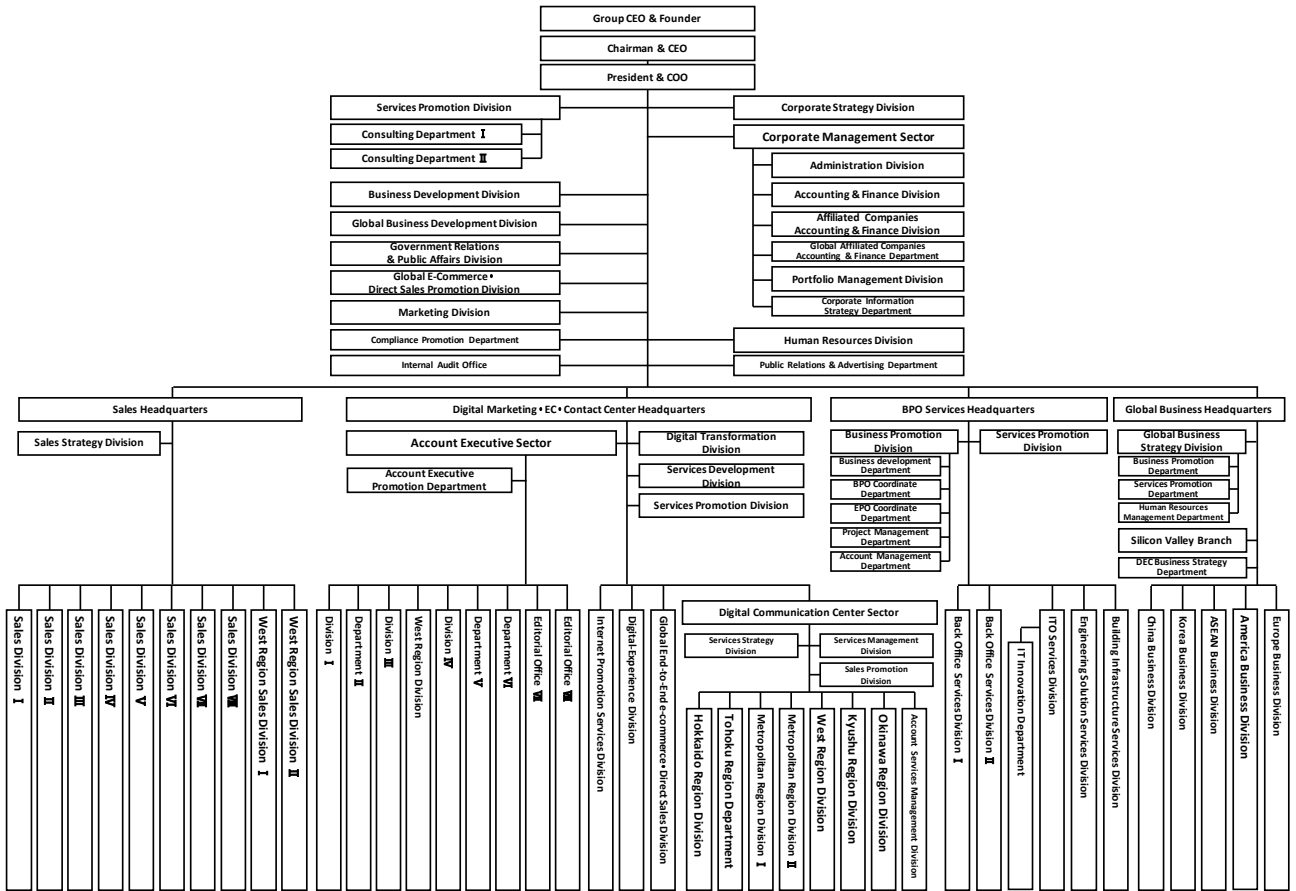 Group CEO & Founder
Chairman & CEO
President & COO
Services Promotion Division
Corporate Strategy Division
Consulting Department Ⅰ
Consulting Department Ⅱ
Corporate Management Sector
Administration Division
Accounting & Finance Division
Affiliated Companies
Accounting & Finance Division
Global Affiliated Companies
Accounting & Finance Department
Portfolio Management Division
Corporate Information
Strategy Department
Business Development Division
Global Business Development Division
Government Relations
& Public Affairs Division
Global E-Commerce•
Direct Sales Promotion Division
Marketing Division
Compliance Promotion Department
Human Resources Division
Internal Audit Office
Public Relations & Advertising Department
Sales Headquarters
Digital Marketing•EC•Contact Center Headquarters
BPO Services Headquarters
Global Business Headquarters
Sales Strategy Division
Account Executive Sector
Account Executive
Promotion Department
Digital Transformation
Division
Services Development
Division
Services Promotion Division
Business Promotion
Division
Services Promotion
Division
Business development
Department
BPO Coordinate
Department
EPO Coordinate
Department
Project Management
Department
Account Management
Department
Global Business
Strategy Division
Business Promotion
Department
Services Promotion
Department
Human Resources
Management Department
Silicon Valley Branch
DEC Business Strategy
Department
Sales Division Ⅰ
Sales Division Ⅱ
Sales Division Ⅲ
Sales Division Ⅳ
Sales Division Ⅴ
Sales Division Ⅵ
Sales Division Ⅶ
Sales Division Ⅷ
West Region Sales Division Ⅰ
West Region Sales Division Ⅱ
Division Ⅰ
Department Ⅱ
Division Ⅲ
West Region Division
Division Ⅳ
Department Ⅴ
Department Ⅵ
Editorial Office Ⅶ
Editorial Office Ⅷ
Internet Promotion Services Division
Digital-Experience Division
Global End-to-End e-commerce•Direct Sales Division
Digital Communication Center Sector
Services Strategy
Division
Services Management
Division
Sales Promotion
Division
Hokkaido Region Division
Tohoku Region Department
Metropolitan Region Division Ⅰ
Metropolitan Region Division Ⅱ
West Region Division
Kyushu Region Division
Okinawa Region Division
Account Services Management Division
Back Office Services Division Ⅰ
Back Office Services Division Ⅱ
IT Innovation Department
ITO Services Division
Engineering Solution Services Division
Building Infrastructure Services Division
China Business Division
Korea Business Division
ASEAN Business Division
America Business Division
Europe Business Division